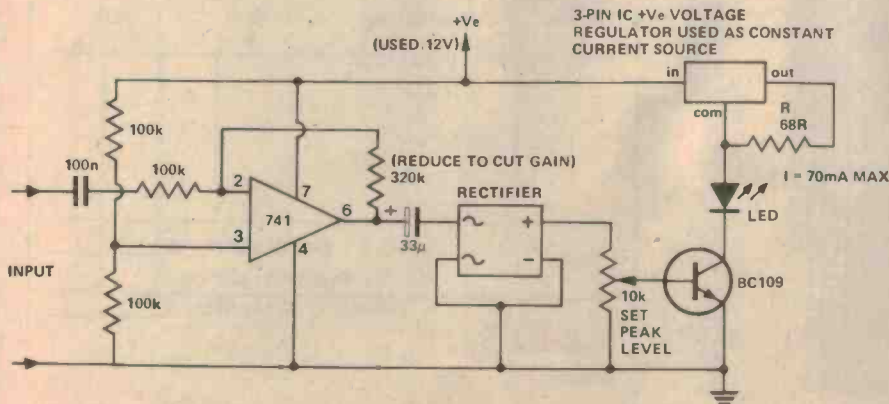 +Ve
(USED. 12V)
3-PIN IC +Ve VOLTAGE
REGULATOR USED AS CONSTANT
CURRENT SOURCE
in
out
com
R
68R
I = 70mA MAX
LED
BC109
100k
100n
100k
2
7
741
6
3
4
(REDUCE TO CUT GAIN)
320k
+
33µ
RECTIFIER
+
−
10k
SET
PEAK
LEVEL
INPUT
100k